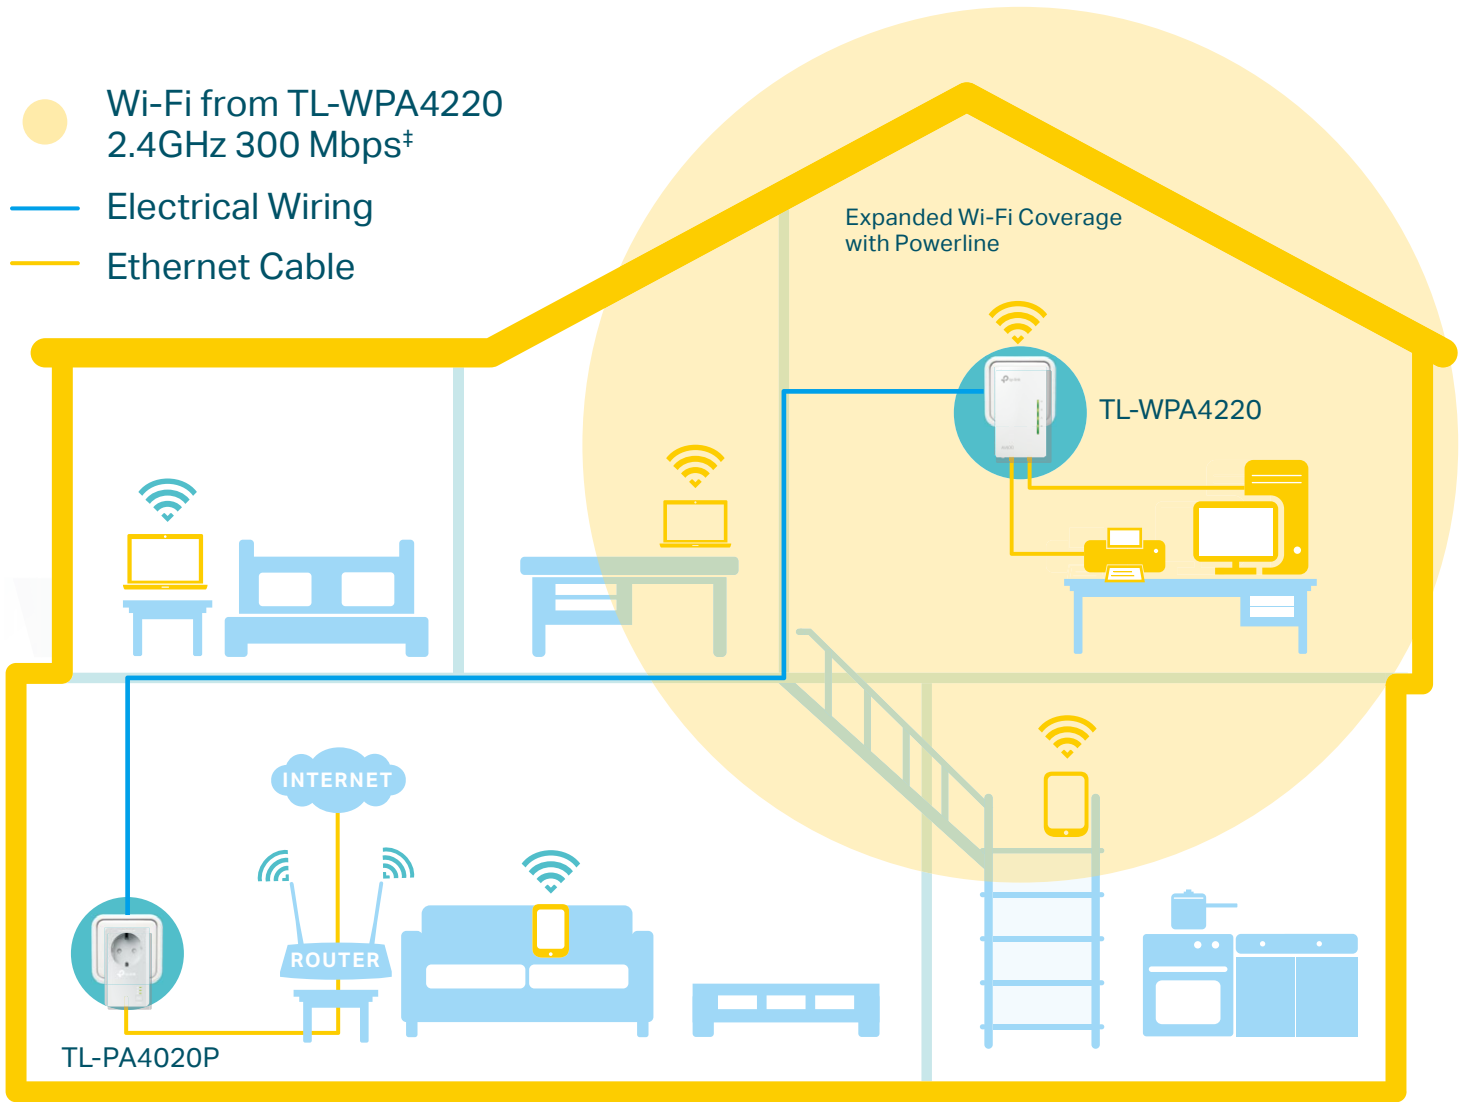 Wi-Fi from TL-WPA4220
2.4GHz 300 Mbps‡
Electrical Wiring
Ethernet Cable
Expanded Wi-Fi Coverage
with Powerline
TL-WPA4220
INTERNET
ROUTER
TL-PA4020P